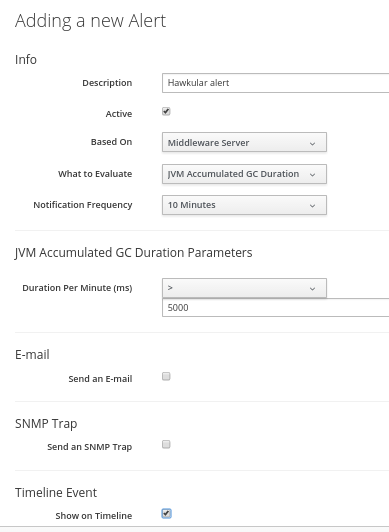 Adding a new Alert
Info
Description Hawkular alert
Active
Based On Middleware Server
What to Evaluate JVM Accumulated GC Duration
Notification Frequency 10 Minutes
JVM Accumulated GC Duration Parameters
Duration Per Minute (ms) >
5000
E-mail
Send an E-mail
SNMP Trap
Send an SNMP Trap
Timeline Event
Show on Timeline